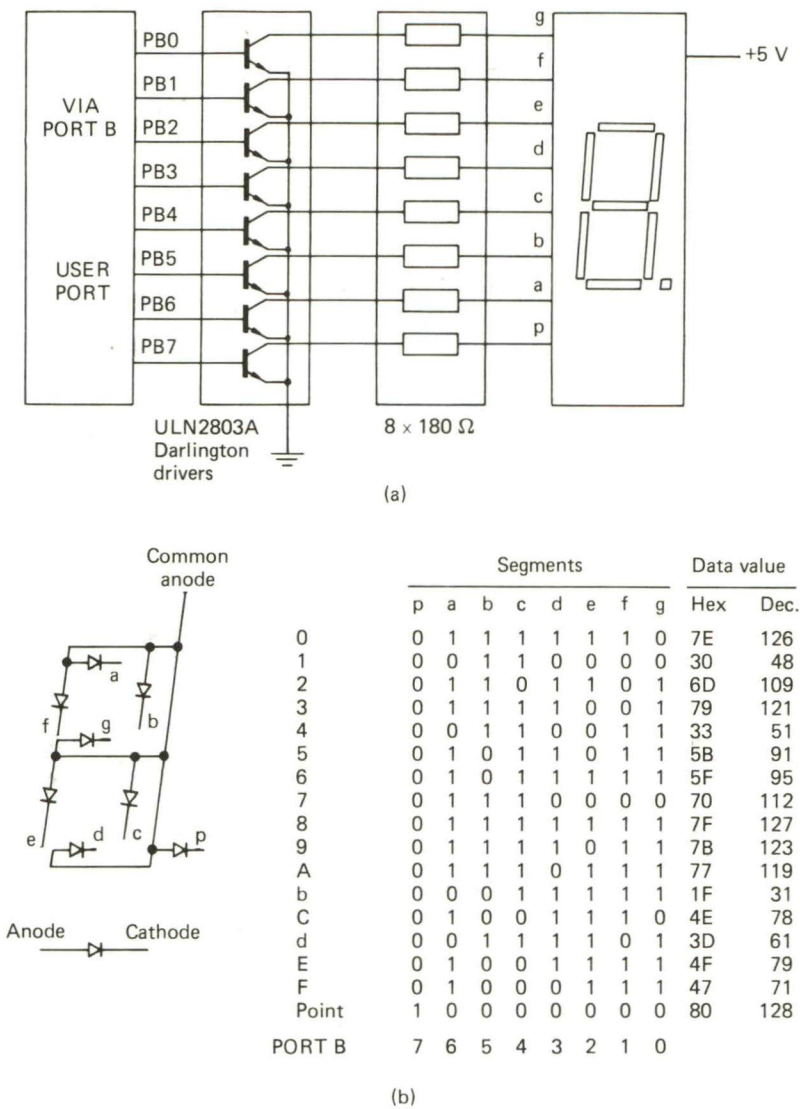 VIA
PORT B
USER
PORT
PB0
PB1
PB2
PB3
PB4
PB5
PB6
PB7
g
f
e
d
c
b
a
p
+5 V
ULN2803A
Darlington
drivers
8 × 180 Ω
(a)
Common
anode
a
f
b
g
e
d
c
p
Anode
Cathode
Segments Data value
p a b c d e f g Hex Dec.
0 0 1 1 1 1 1 1 0 7E 126
1 0 0 1 1 0 0 0 0 30 48
2 0 1 1 0 1 1 0 1 6D 109
3 0 1 1 1 1 0 0 1 79 121
4 0 0 1 1 0 0 1 1 33 51
5 0 1 0 1 1 0 1 1 5B 91
6 0 1 0 1 1 1 1 1 5F 95
7 0 1 1 1 0 0 0 0 70 112
8 0 1 1 1 1 1 1 1 7F 127
9 0 1 1 1 1 0 1 1 7B 123
A 0 1 1 1 0 1 1 1 77 119
b 0 0 0 1 1 1 1 1 1F 31
C 0 1 0 0 1 1 1 0 4E 78
d 0 0 1 1 1 1 0 1 3D 61
E 0 1 0 0 1 1 1 1 4F 79
F 0 1 0 0 0 1 1 1 47 71
Point 1 0 0 0 0 0 0 0 80 128
PORT B 7 6 5 4 3 2 1 0
(b)